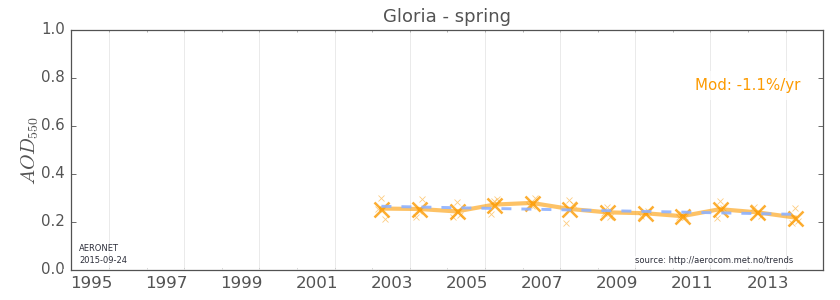 Gloria - spring
1.0
0.8
0.6
0.4
0.2
0.0
AOD550
Mod: -1.1%/yr
AERONET
2015-09-24
source: http://aerocom.met.no/trends
1995 1997 1999 2001 2003 2005 2007 2009 2011 2013